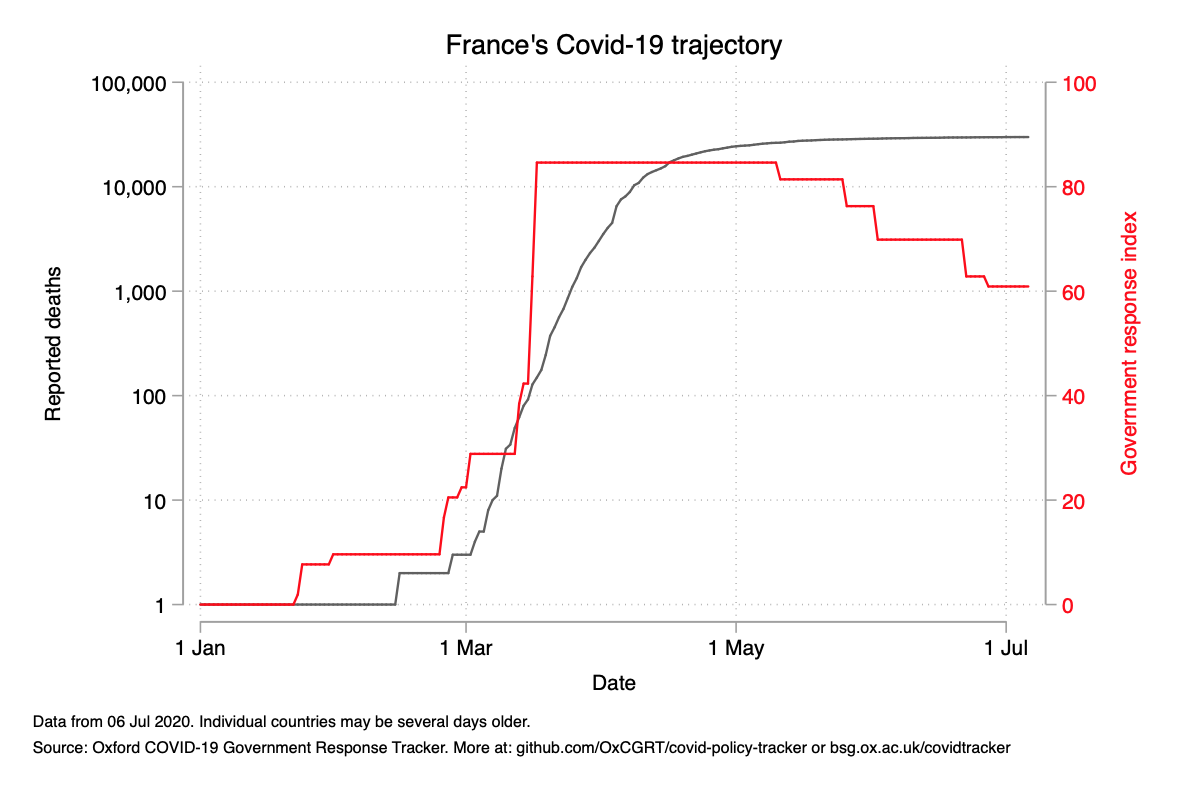 France's Covid-19 trajectory
100,000
10,000
1,000
100
10
1
Reported deaths
100
80
60
40
20
0
Government response index
1 Jan
1 Mar
1 May
1 Jul
Date
Data from 06 Jul 2020. Individual countries may be several days older.
Source: Oxford COVID-19 Government Response Tracker. More at: github.com/OxCGRT/covid-policy-tracker or bsg.ox.ac.uk/covidtracker